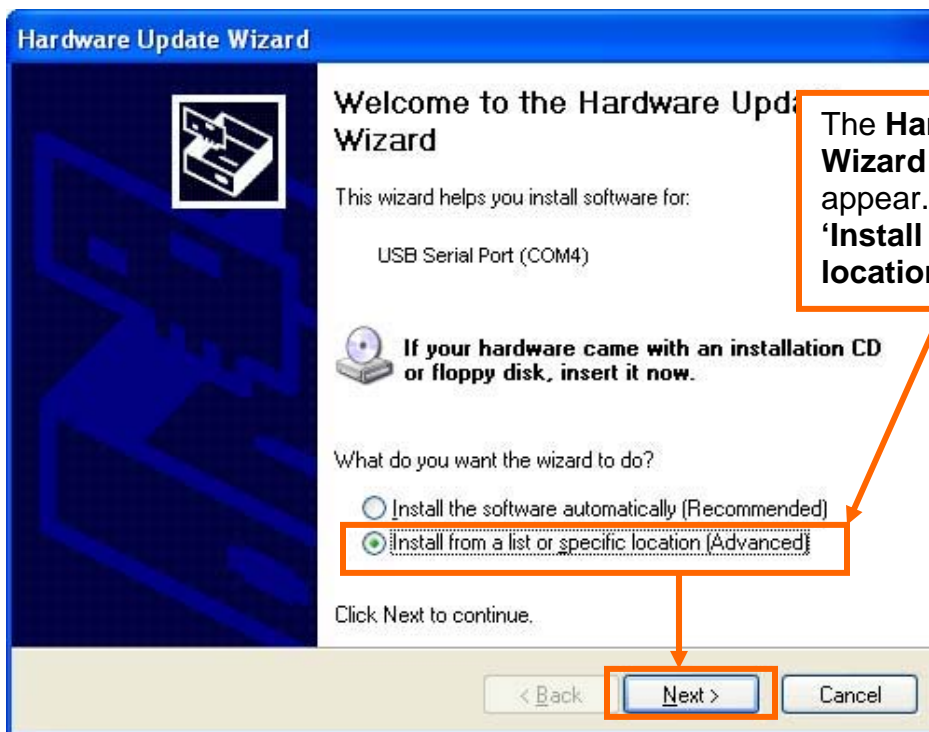 Hardware Update Wizard
Welcome to the Hardware Upda
Wizard
This wizard helps you install software for:
USB Serial Port (COM4)
If your hardware came with an installation CD
or floppy disk, insert it now.
What do you want the wizard to do?
Install the software automatically (Recommended)
Install from a list or specific location (Advanced)
Click Next to continue.
< Back
Next >
Cancel
The Har
Wizard
appear.
‘Install
location